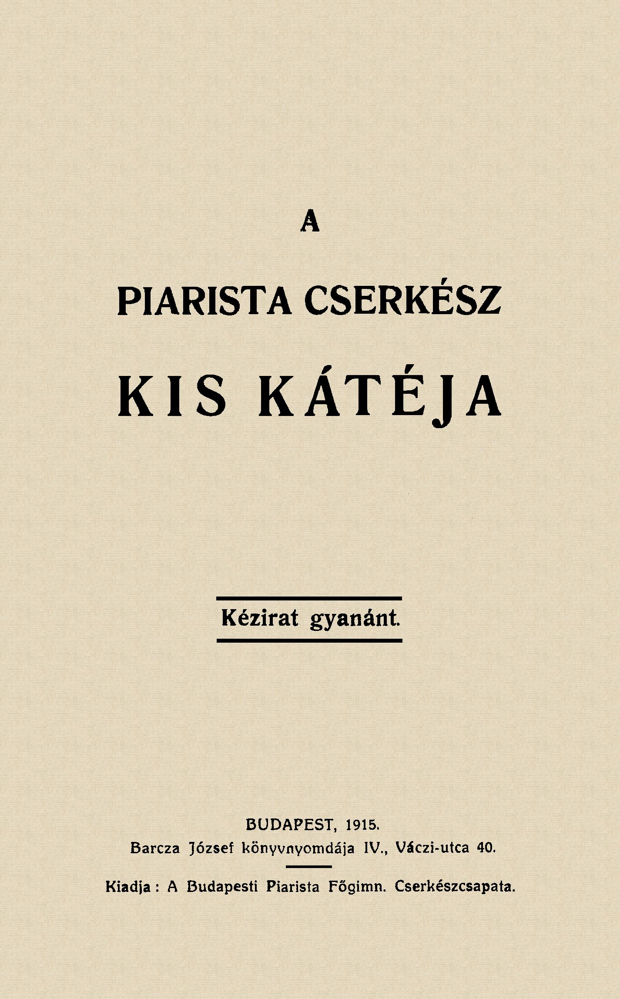 A
PIARISTA CSERKÉSZ
KIS KÁTÉJA
Kézirat gyanánt.
BUDAPEST, 1915.
Barcza József könyvnyomdája IV., Váczi-utca 40.
Kiadja : A Budapesti Piarista Főgimn. Cserkészcsapata.